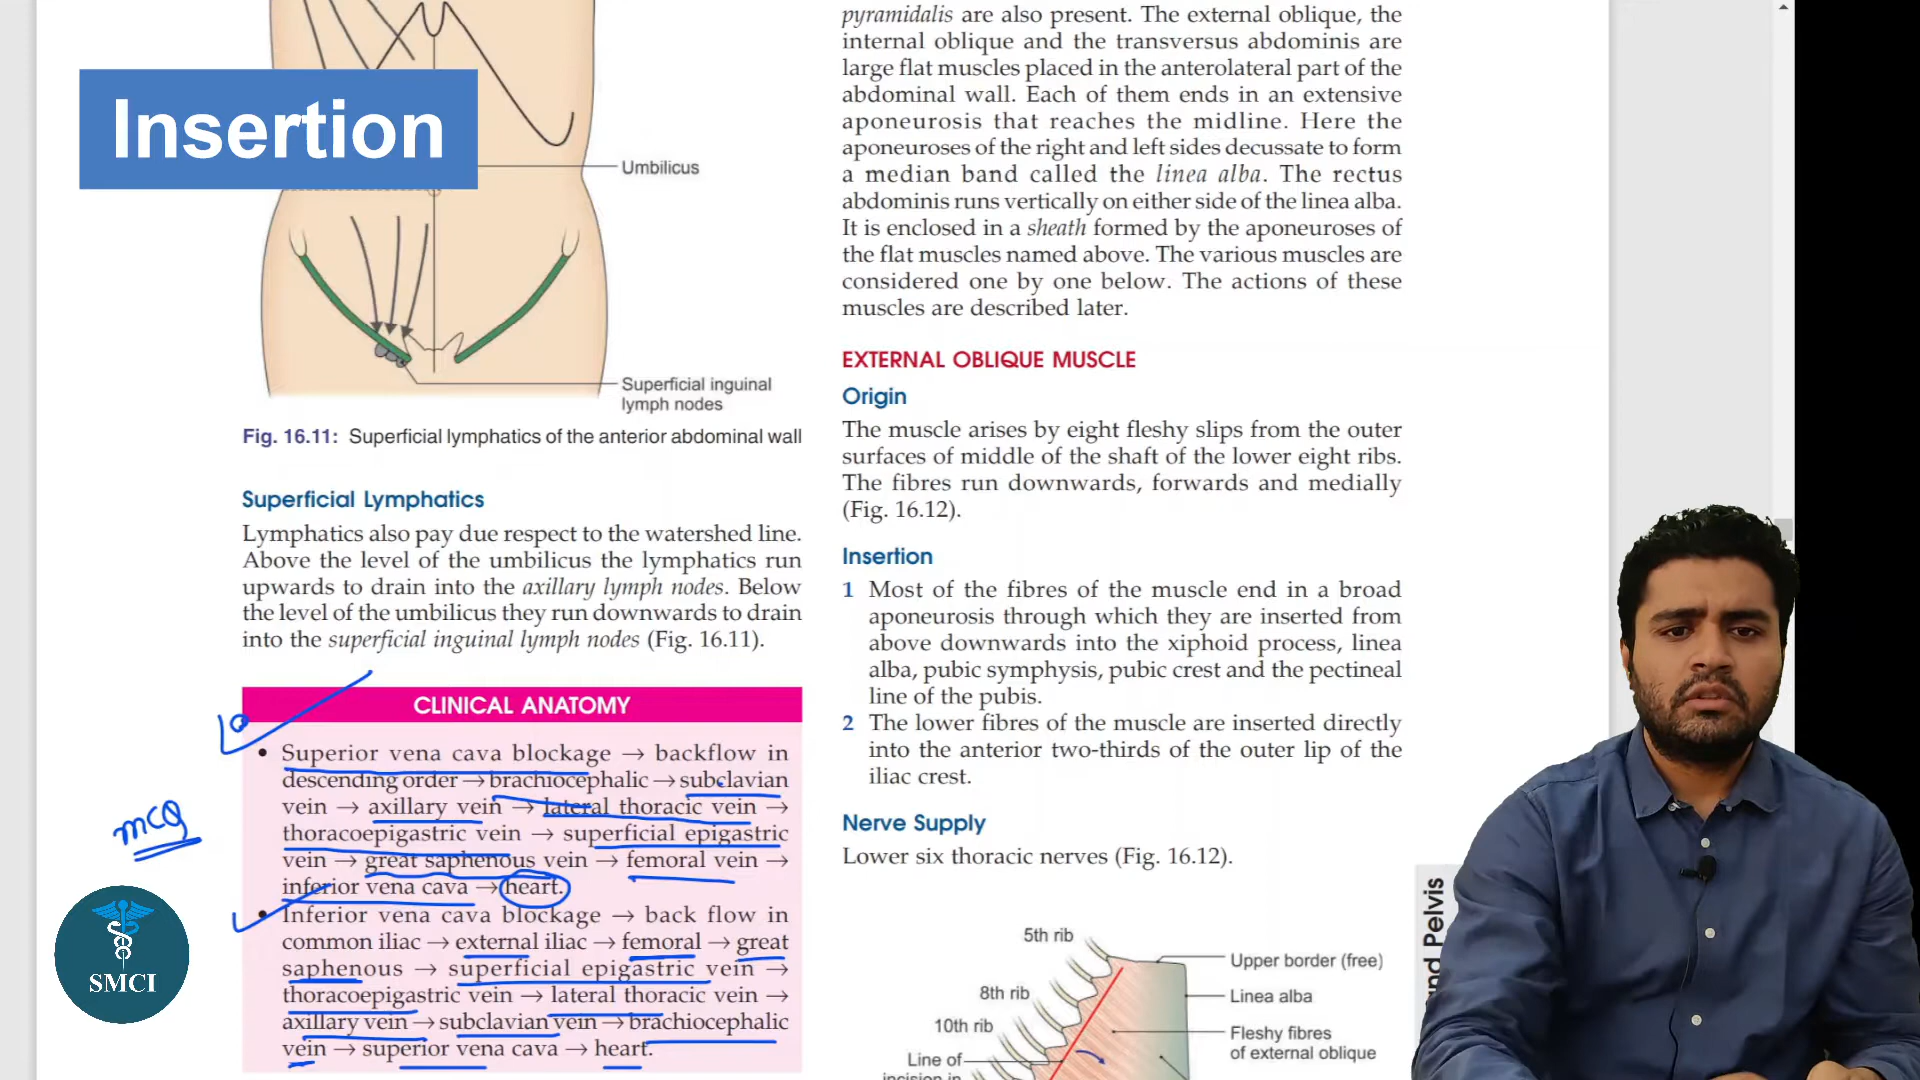 Insertion
Umbilicus
Superficial inguinal
lymph nodes
Fig. 16.11: Superficial lymphatics of the anterior abdominal wall
Superficial Lymphatics
Lymphatics also pay due respect to the watershed line.
Above the level of the umbilicus the lymphatics run
upwards to drain into the axillary lymph nodes. Below
the level of the umbilicus they run downwards to drain
into the superficial inguinal lymph nodes (Fig. 16.11).
CLINICAL ANATOMY
• Superior vena cava blockage → backflow in
descending order → brachiocephalic → subclavian
vein → axillary vein → lateral thoracic vein →
thoracoepigastric vein → superficial epigastric
vein → great saphenous vein → femoral vein →
inferior vena cava → heart.
• Inferior vena cava blockage → back flow in
common iliac → external iliac → femoral → great
saphenous → superficial epigastric vein →
thoracoepigastric vein → lateral thoracic vein →
axillary vein → subclavian vein → brachiocephalic
vein → superior vena cava → heart.
MCQ
SMCI
pyramidalis are also present. The external oblique, the
internal oblique and the transversus abdominis are
large flat muscles placed in the anterolateral part of the
abdominal wall. Each of them ends in an extensive
aponeurosis that reaches the midline. Here the
aponeuroses of the right and left sides decussate to form
a median band called the linea alba. The rectus
abdominis runs vertically on either side of the linea alba.
It is enclosed in a sheath formed by the aponeuroses of
the flat muscles named above. The various muscles are
considered one by one below. The actions of these
muscles are described later.
EXTERNAL OBLIQUE MUSCLE
Origin
The muscle arises by eight fleshy slips from the outer
surfaces of middle of the shaft of the lower eight ribs.
The fibres run downwards, forwards and medially
(Fig. 16.12).
Insertion
1 Most of the fibres of the muscle end in a broad
aponeurosis through which they are inserted from
above downwards into the xiphoid process, linea
alba, pubic symphysis, pubic crest and the pectineal
line of the pubis.
2 The lower fibres of the muscle are inserted directly
into the anterior two-thirds of the outer lip of the
iliac crest.
Nerve Supply
Lower six thoracic nerves (Fig. 16.12).
5th rib
8th rib
10th rib
Line of
incision in
Upper border (free)
Linea alba
Fleshy fibres
of external oblique
and Pelvis